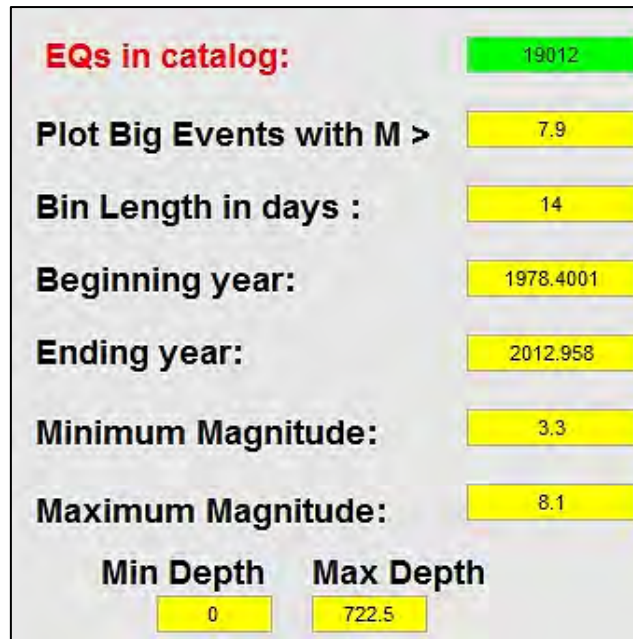 EQs in catalog: 19012
Plot Big Events with M > 7.9
Bin Length in days : 14
Beginning year: 1978.4001
Ending year: 2012.958
Minimum Magnitude: 3.3
Maximum Magnitude: 8.1
Min Depth Max Depth
0 722.5